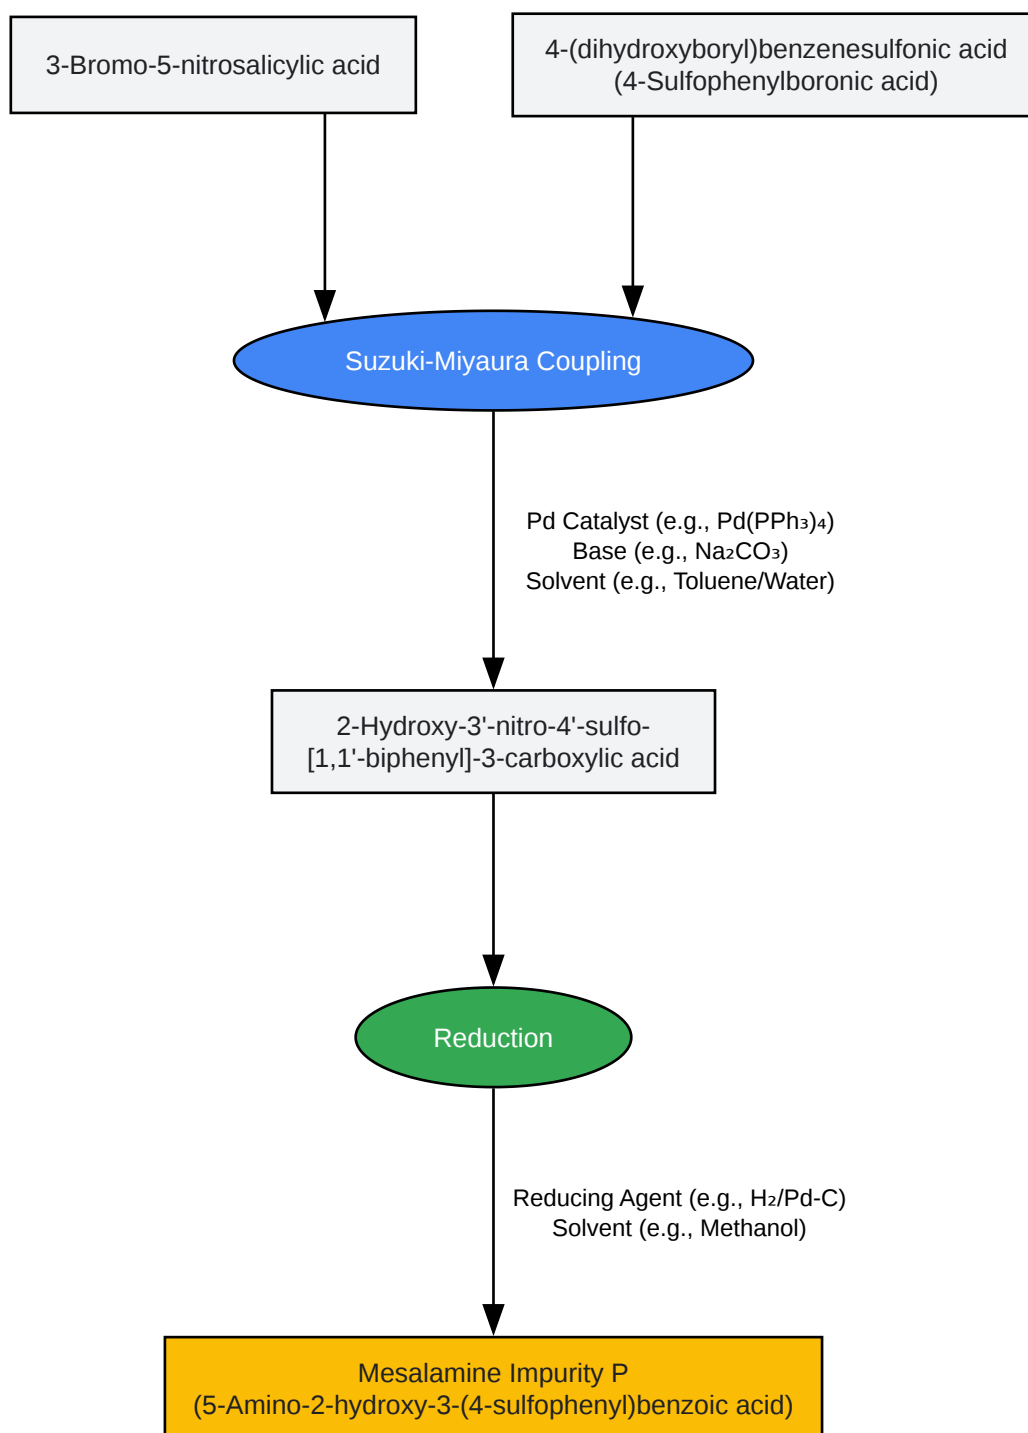 3-Bromo-5-nitrosalicylic acid
4-(dihydroxyboryl)benzenesulfonic acid
(4-Sulfophenylboronic acid)
Suzuki-Miyaura Coupling
Pd Catalyst (e.g., Pd(PPh₃)₄)
Base (e.g., Na₂CO₃)
Solvent (e.g., Toluene/Water)
2-Hydroxy-3'-nitro-4'-sulfo-
[1,1'-biphenyl]-3-carboxylic acid
Reduction
Reducing Agent (e.g., H₂/Pd-C)
Solvent (e.g., Methanol)
Mesalamine Impurity P
(5-Amino-2-hydroxy-3-(4-sulfophenyl)benzoic acid)